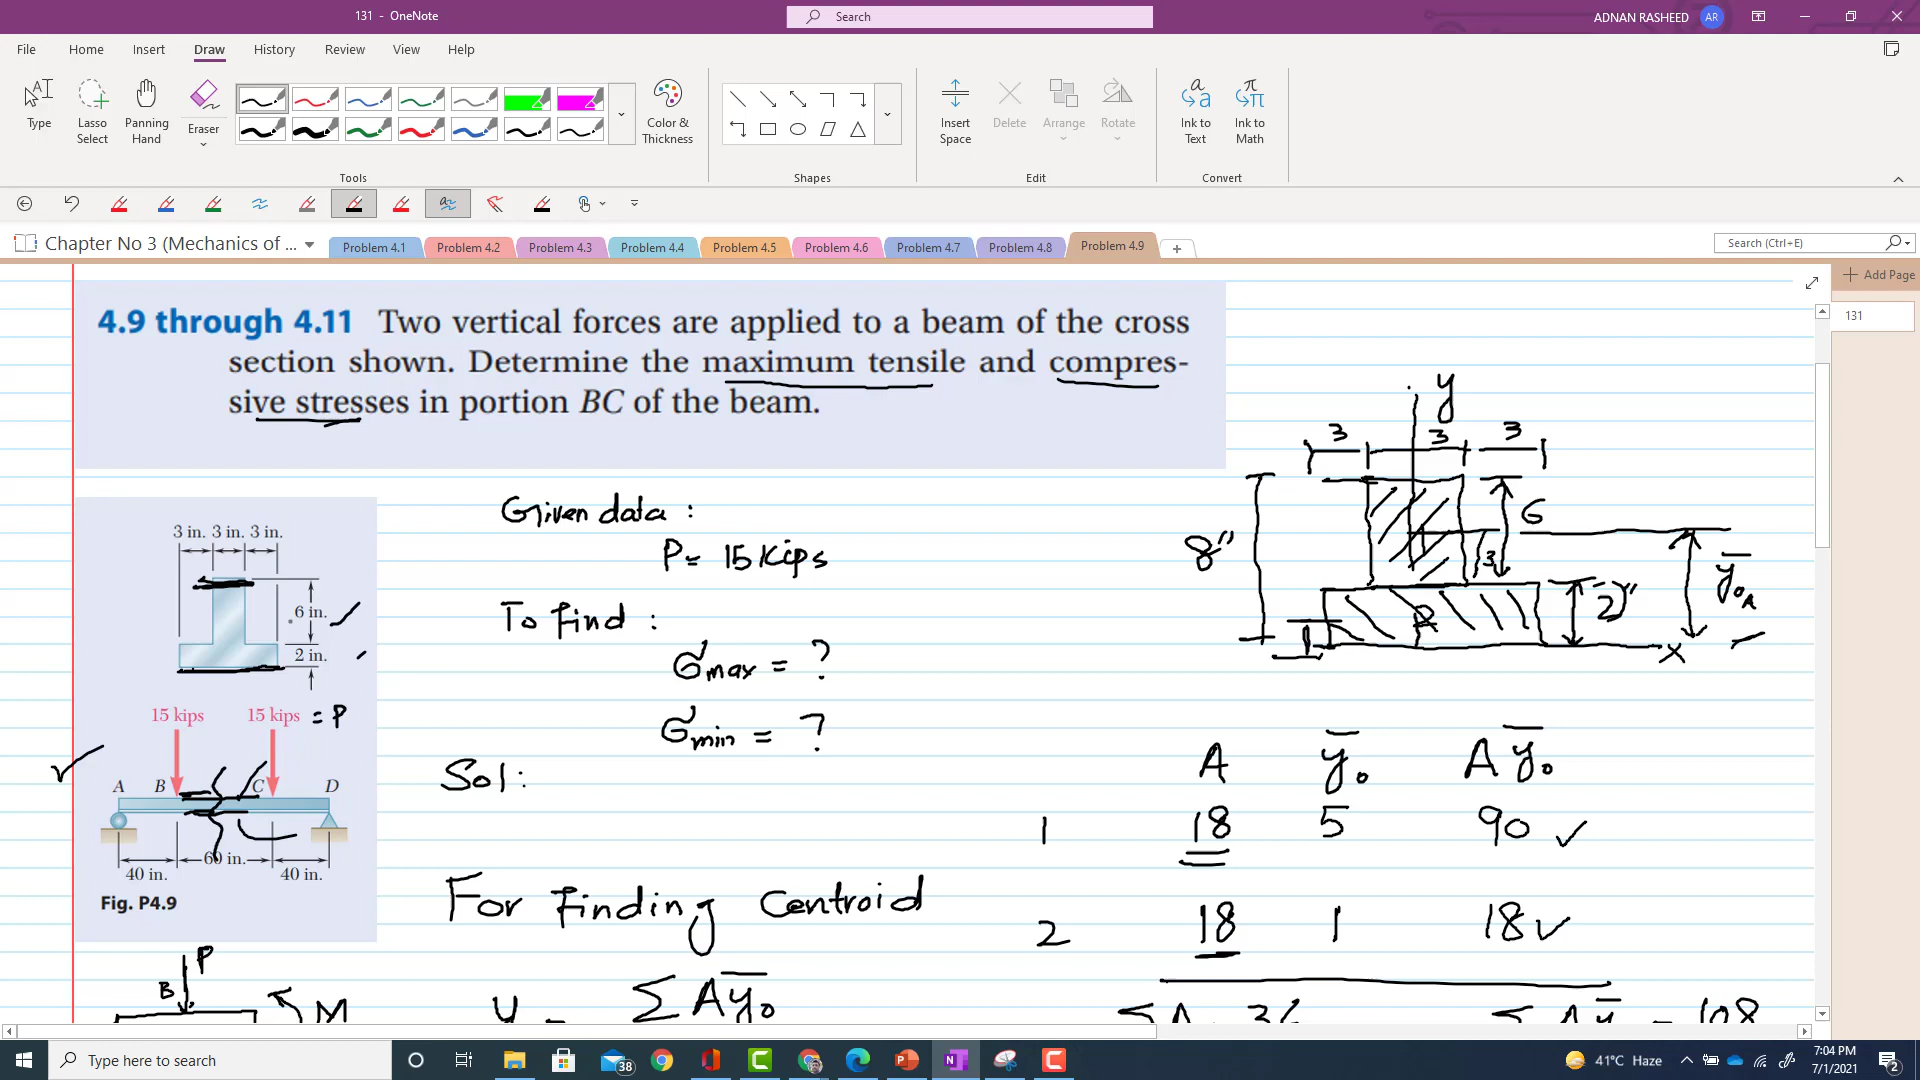 131 - OneNote
Search
ADNAN RASHEED
AR
File Home Insert Draw History Review View Help
Type
Lasso Select
Panning Hand
Eraser
Color & Thickness
Insert Space
Delete
Arrange
Rotate
Ink to Text
Ink to Math
Tools
Shapes
Edit
Convert
Chapter No 3 (Mechanics of ...
Problem 4.1
Problem 4.2
Problem 4.3
Problem 4.4
Problem 4.5
Problem 4.6
Problem 4.7
Problem 4.8
Problem 4.9
Search (Ctrl+E)
Add Page
131
4.9 through 4.11 Two vertical forces are applied to a beam of the cross
section shown. Determine the maximum tensile and compres-
sive stresses in portion BC of the beam.
3 in. 3 in. 3 in.
6 in.
2 in.
15 kips 15 kips = P
A B C D
60 in.
40 in. 40 in.
Fig. P4.9
P
B
M
Given data :
P = 15 Kips
To Find :
σmax = ?
σmin = ?
Sol :
For Finding Centroid
Σ A ȳ₀
y
3 3 3
8"
6
3
2"
1
x
A ȳ₀ A ȳ₀
1 18 5 90 ✓
2 18 1 18 ✓
108
Type here to search
38
41°C Haze
7:04 PM
7/1/2021
2